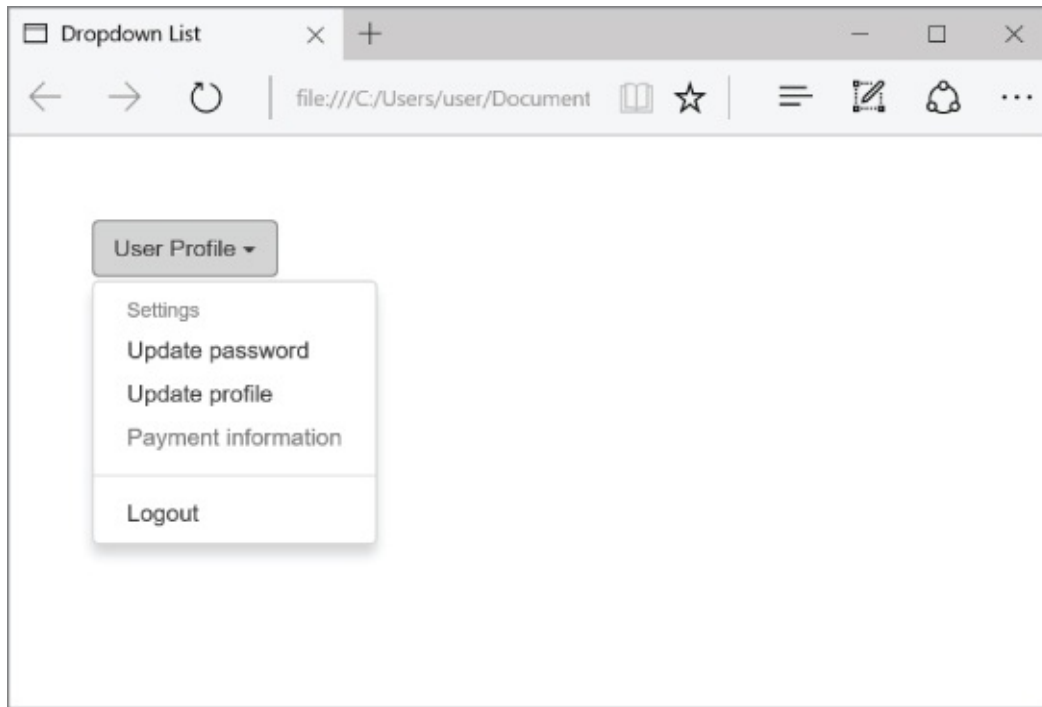 Dropdown List
file:///C:/Users/user/Document
User Profile
Settings
Update password
Update profile
Payment information
Logout